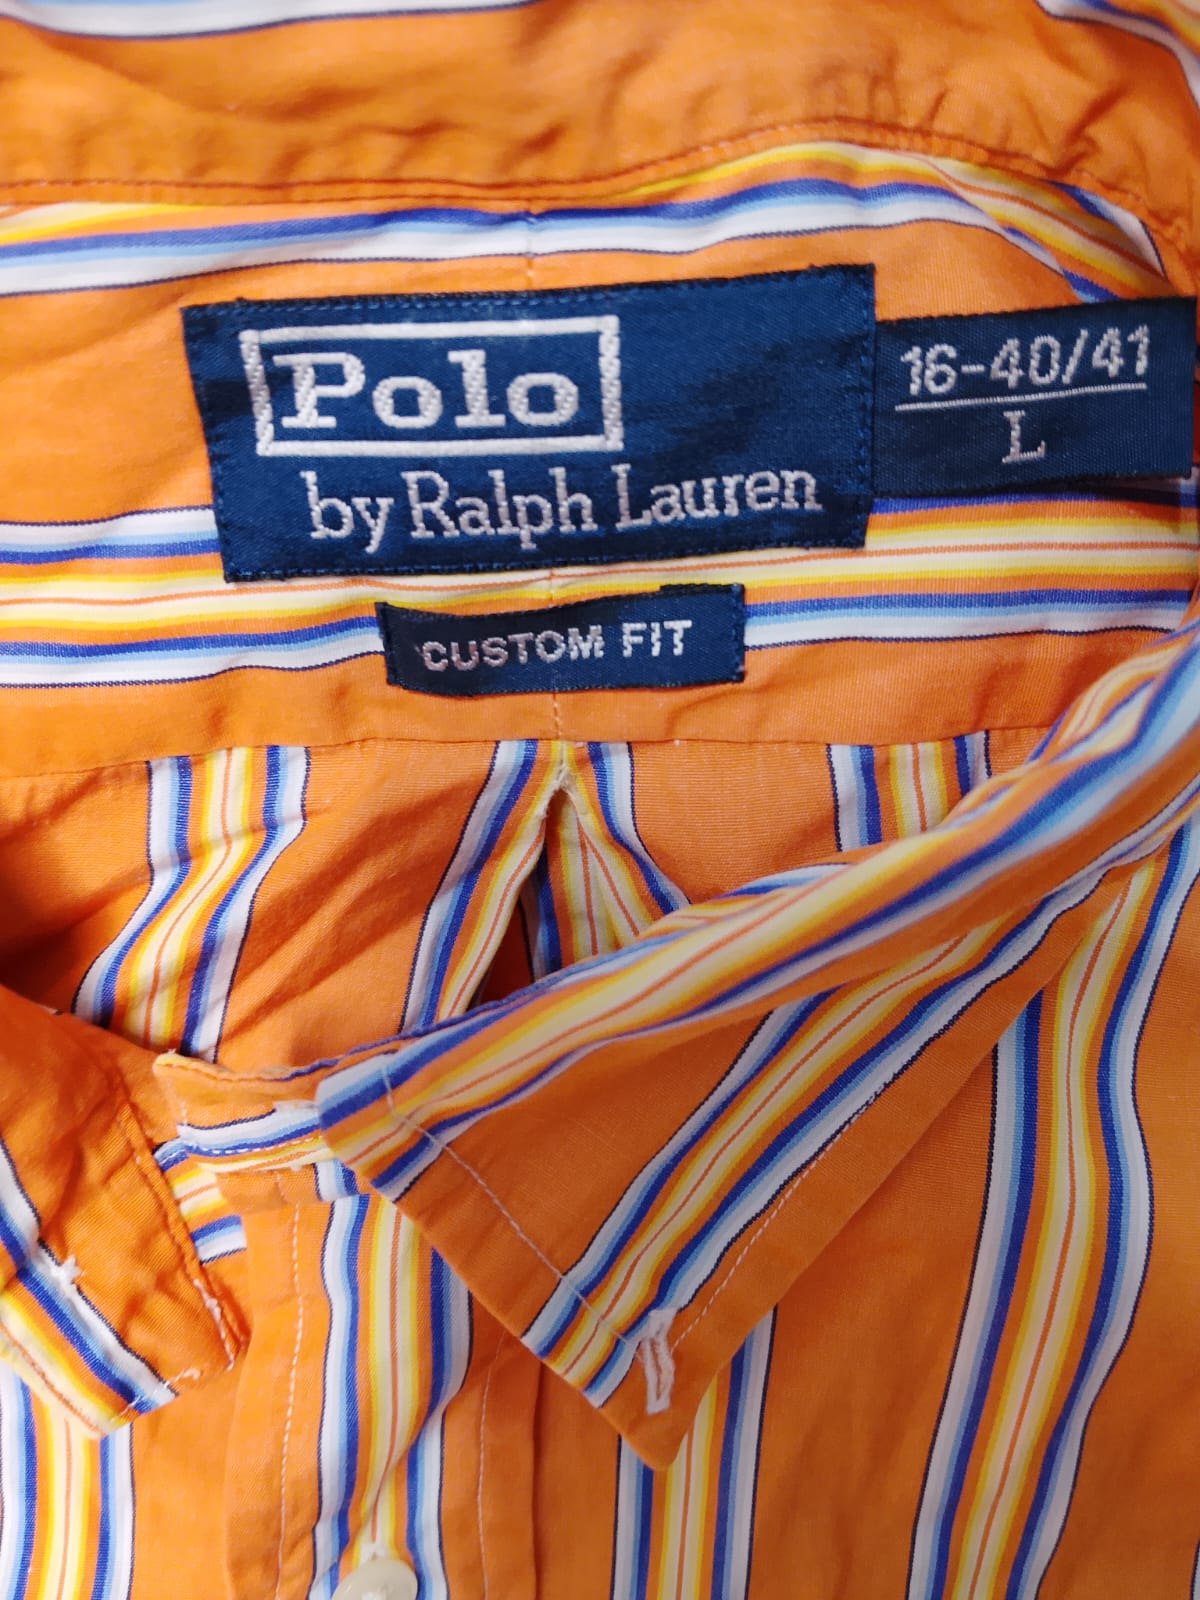 Polo
by Ralph Lauren
16-40/41
L
CUSTOM FIT